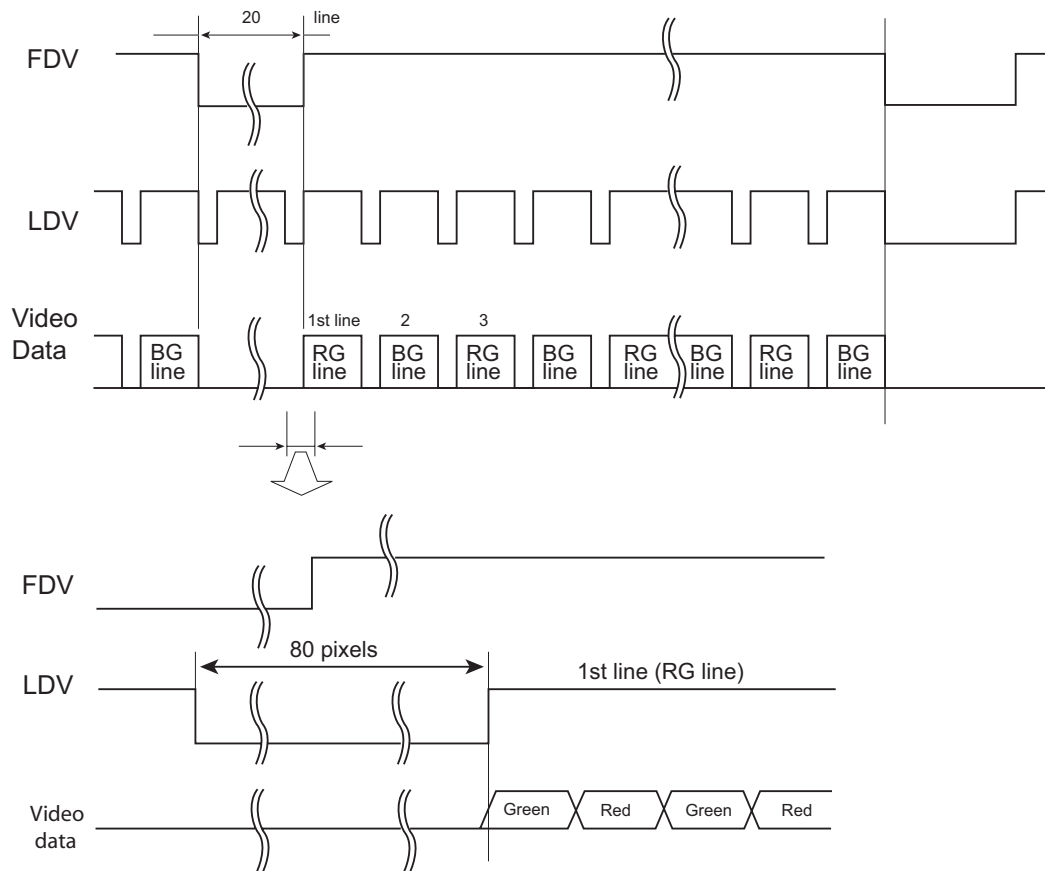 20 line
FDV
LDV
Video
Data
1st line 2 3
BG
line
RG
line
BG
line
RG
line
BG
line
RG
line
BG
line
RG
line
BG
line
FDV
80 pixels
LDV
1st line (RG line)
Video
data
Green Red Green Red